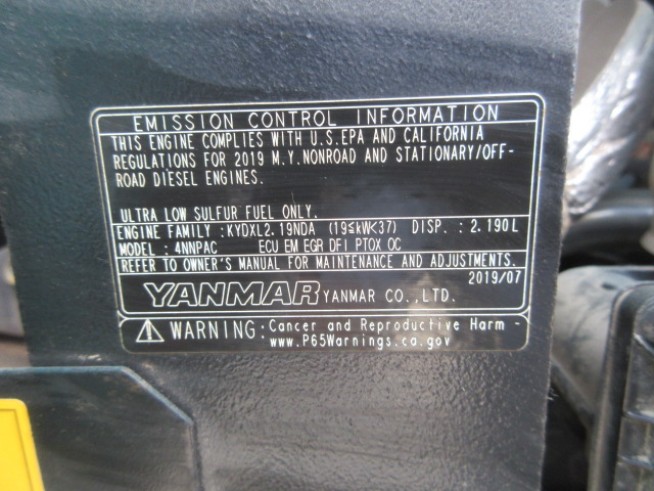 EMISSION CONTROL INFORMATION
THIS ENGINE COMPLIES WITH U.S.EPA AND CALIFORNIA
REGULATIONS FOR 2019 M.Y.NONROAD AND STATIONARY/OFF-
ROAD DIESEL ENGINES.
ULTRA LOW SULFUR FUEL ONLY.
ENGINE FAMILY :KYDXL2.19NDA (19≦kW<37) DISP. :2.190L
MODEL :4NNPAC ECU EM EGR DFI PTOX OC
REFER TO OWNER'S MANUAL FOR MAINTENANCE AND ADJUSTMENTS.
2019/07
YANMAR YANMAR CO.,LTD.
⚠ WARNING:Cancer and Reproductive Harm -
www.P65Warnings.ca.gov